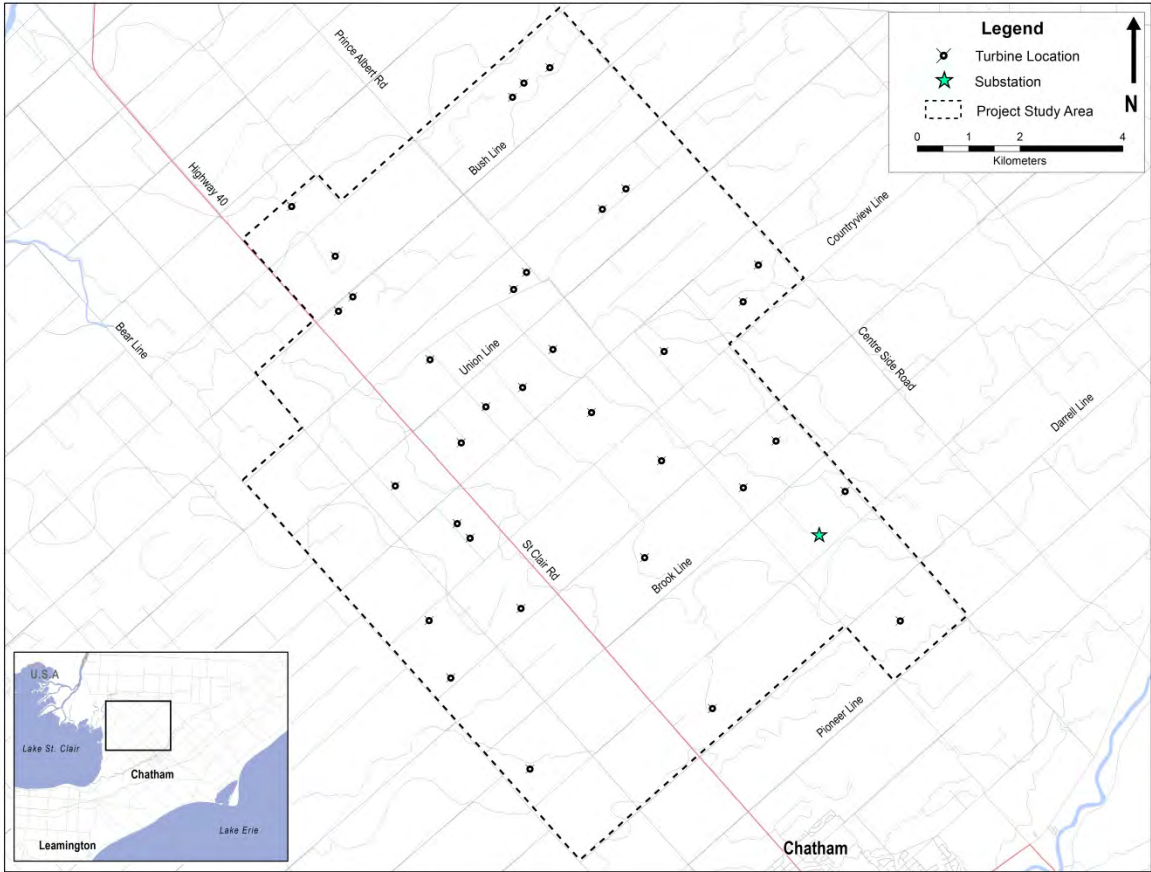 Legend
Turbine Location
Substation
Project Study Area
N
0 1 2 4
Kilometers
Prince Albert Rd
Bush Line
Highway 40
Countryview Line
Bear Line
Union Line
Centre Side Road
Darrell Line
St Clair Rd
Brook Line
Pioneer Line
Chatham
U.S.A
Lake St. Clair
Chatham
Lake Erie
Leamington